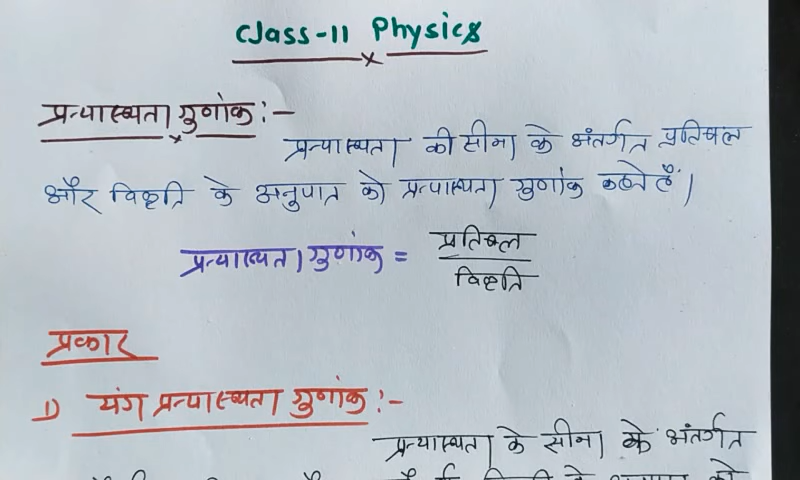 Class-11 Physics
प्रत्यास्थता गुणांक :-
प्रत्यास्थता की सीमा के अंतर्गत प्रतिबल
और विकृति के अनुपात को प्रत्यास्थता गुणांक कहते हैं।
प्रत्यास्थता गुणांक = प्रतिबल
विकृति
प्रकार
1) यंग प्रत्यास्थता गुणांक :-
प्रत्यास्थता के सीमा के अंतर्गत